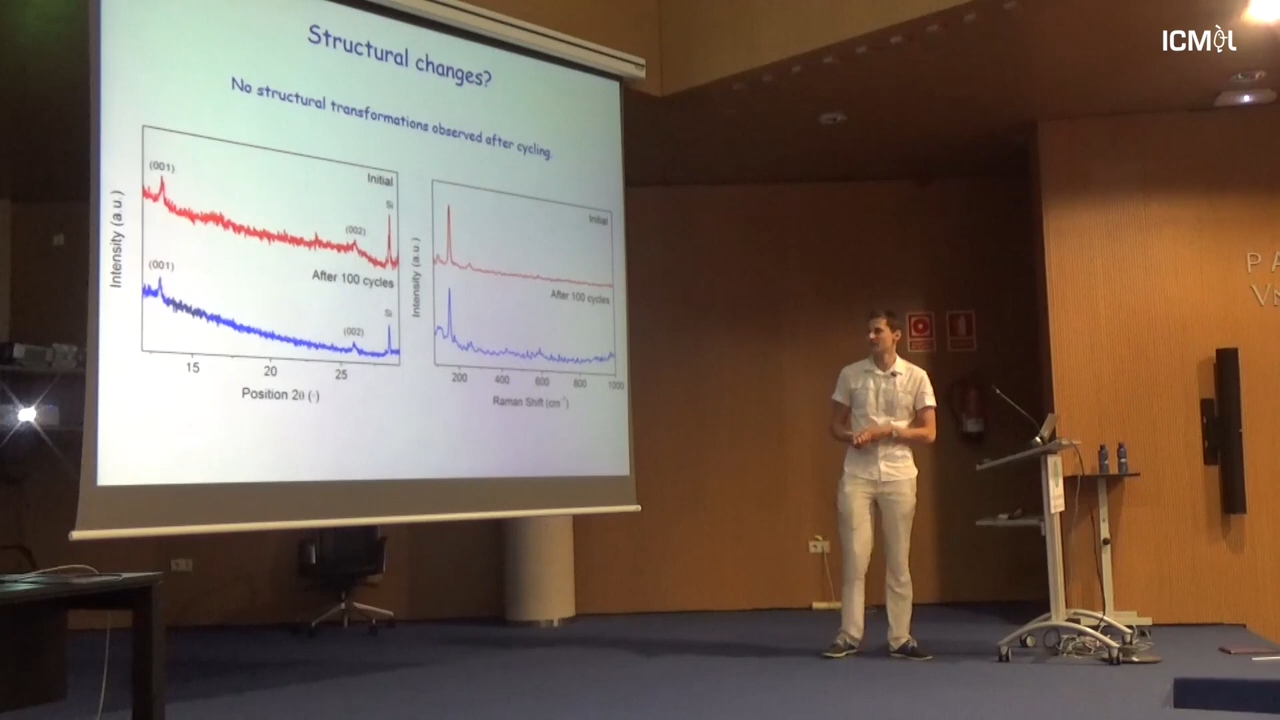 ICMOL
Structural changes?
No structural transformations observed after cycling.
Intensity (a.u.)
(001)
Initial
Si
(002)
(001)
After 100 cycles
Si
(002)
15 20 25
Position 2θ (°)
Intensity (a.u.)
Initial
After 100 cycles
200 400 600 800 1000
Raman Shift (cm⁻¹)